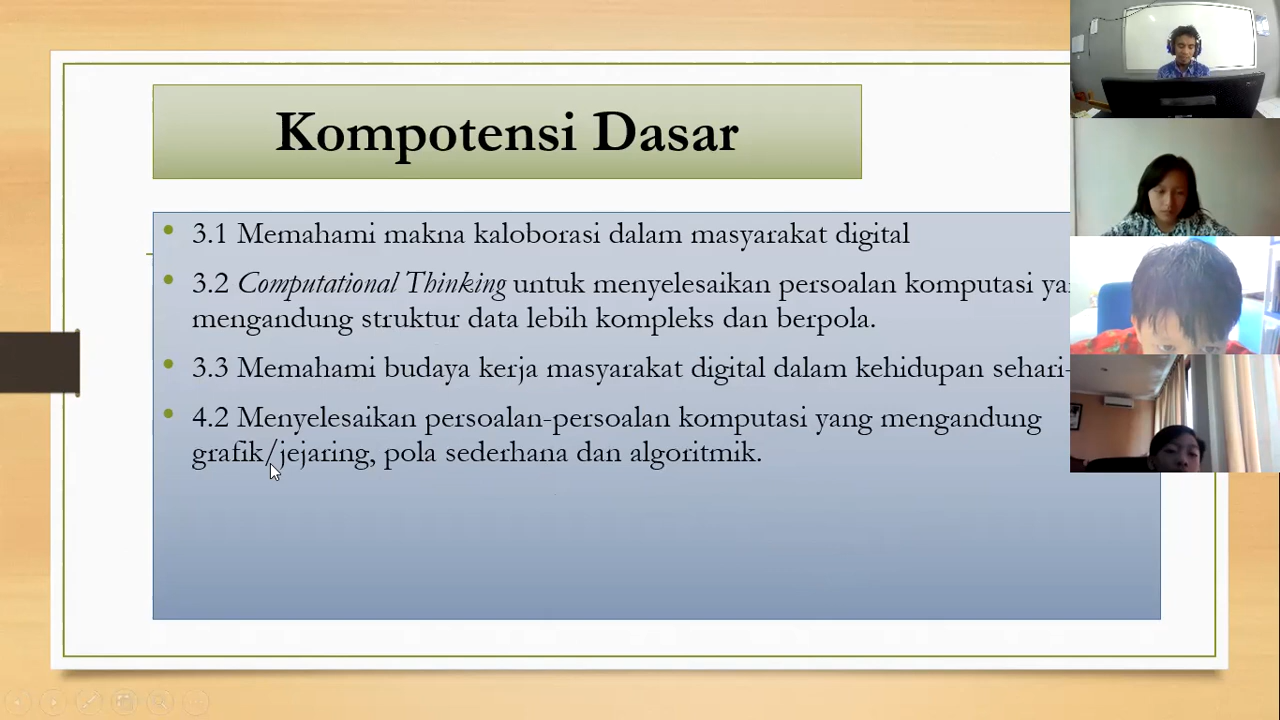 Kompotensi Dasar
• 3.1 Memahami makna kaloborasi dalam masyarakat digital
• 3.2 Computational Thinking untuk menyelesaikan persoalan komputasi
mengandung struktur data lebih kompleks dan berpola.
• 3.3 Memahami budaya kerja masyarakat digital dalam kehidupan sehari-
• 4.2 Menyelesaikan persoalan-persoalan komputasi yang mengandung
grafik/jejaring, pola sederhana dan algoritmik.